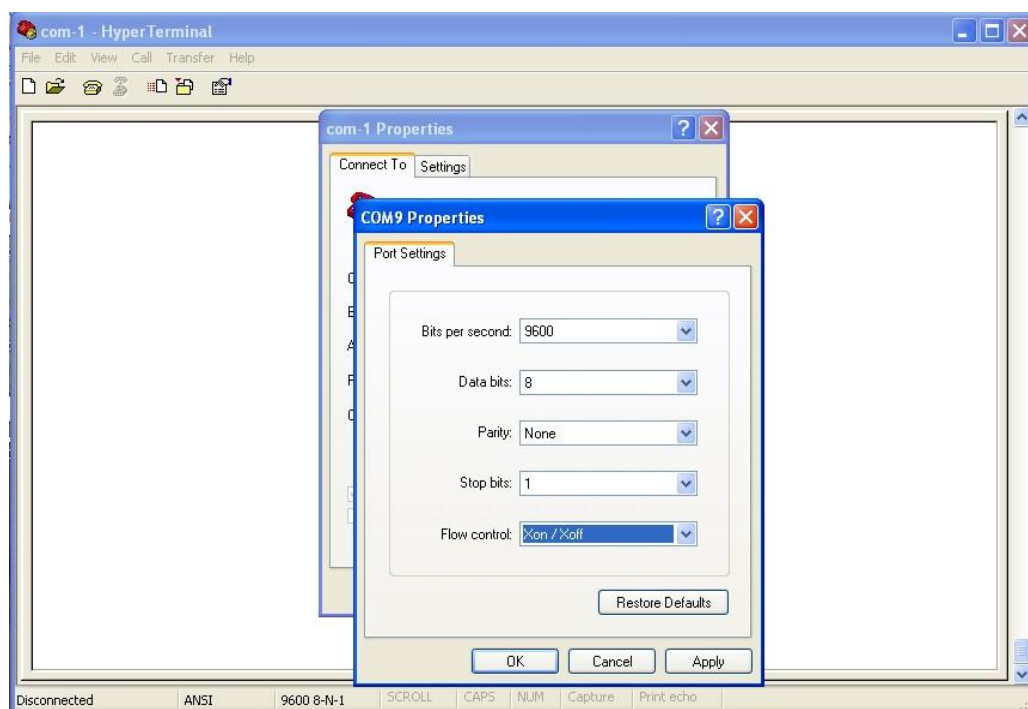 com-1 - HyperTerminal
File Edit View Call Transfer Help
com-1 Properties
Connect To Settings
COM9 Properties
Port Settings
Bits per second: 9600
Data bits: 8
Parity: None
Stop bits: 1
Flow control: Xon / Xoff
Restore Defaults
OK Cancel Apply
Disconnected ANSI 9600 8-N-1 SCROLL CAPS NUM Capture Print echo